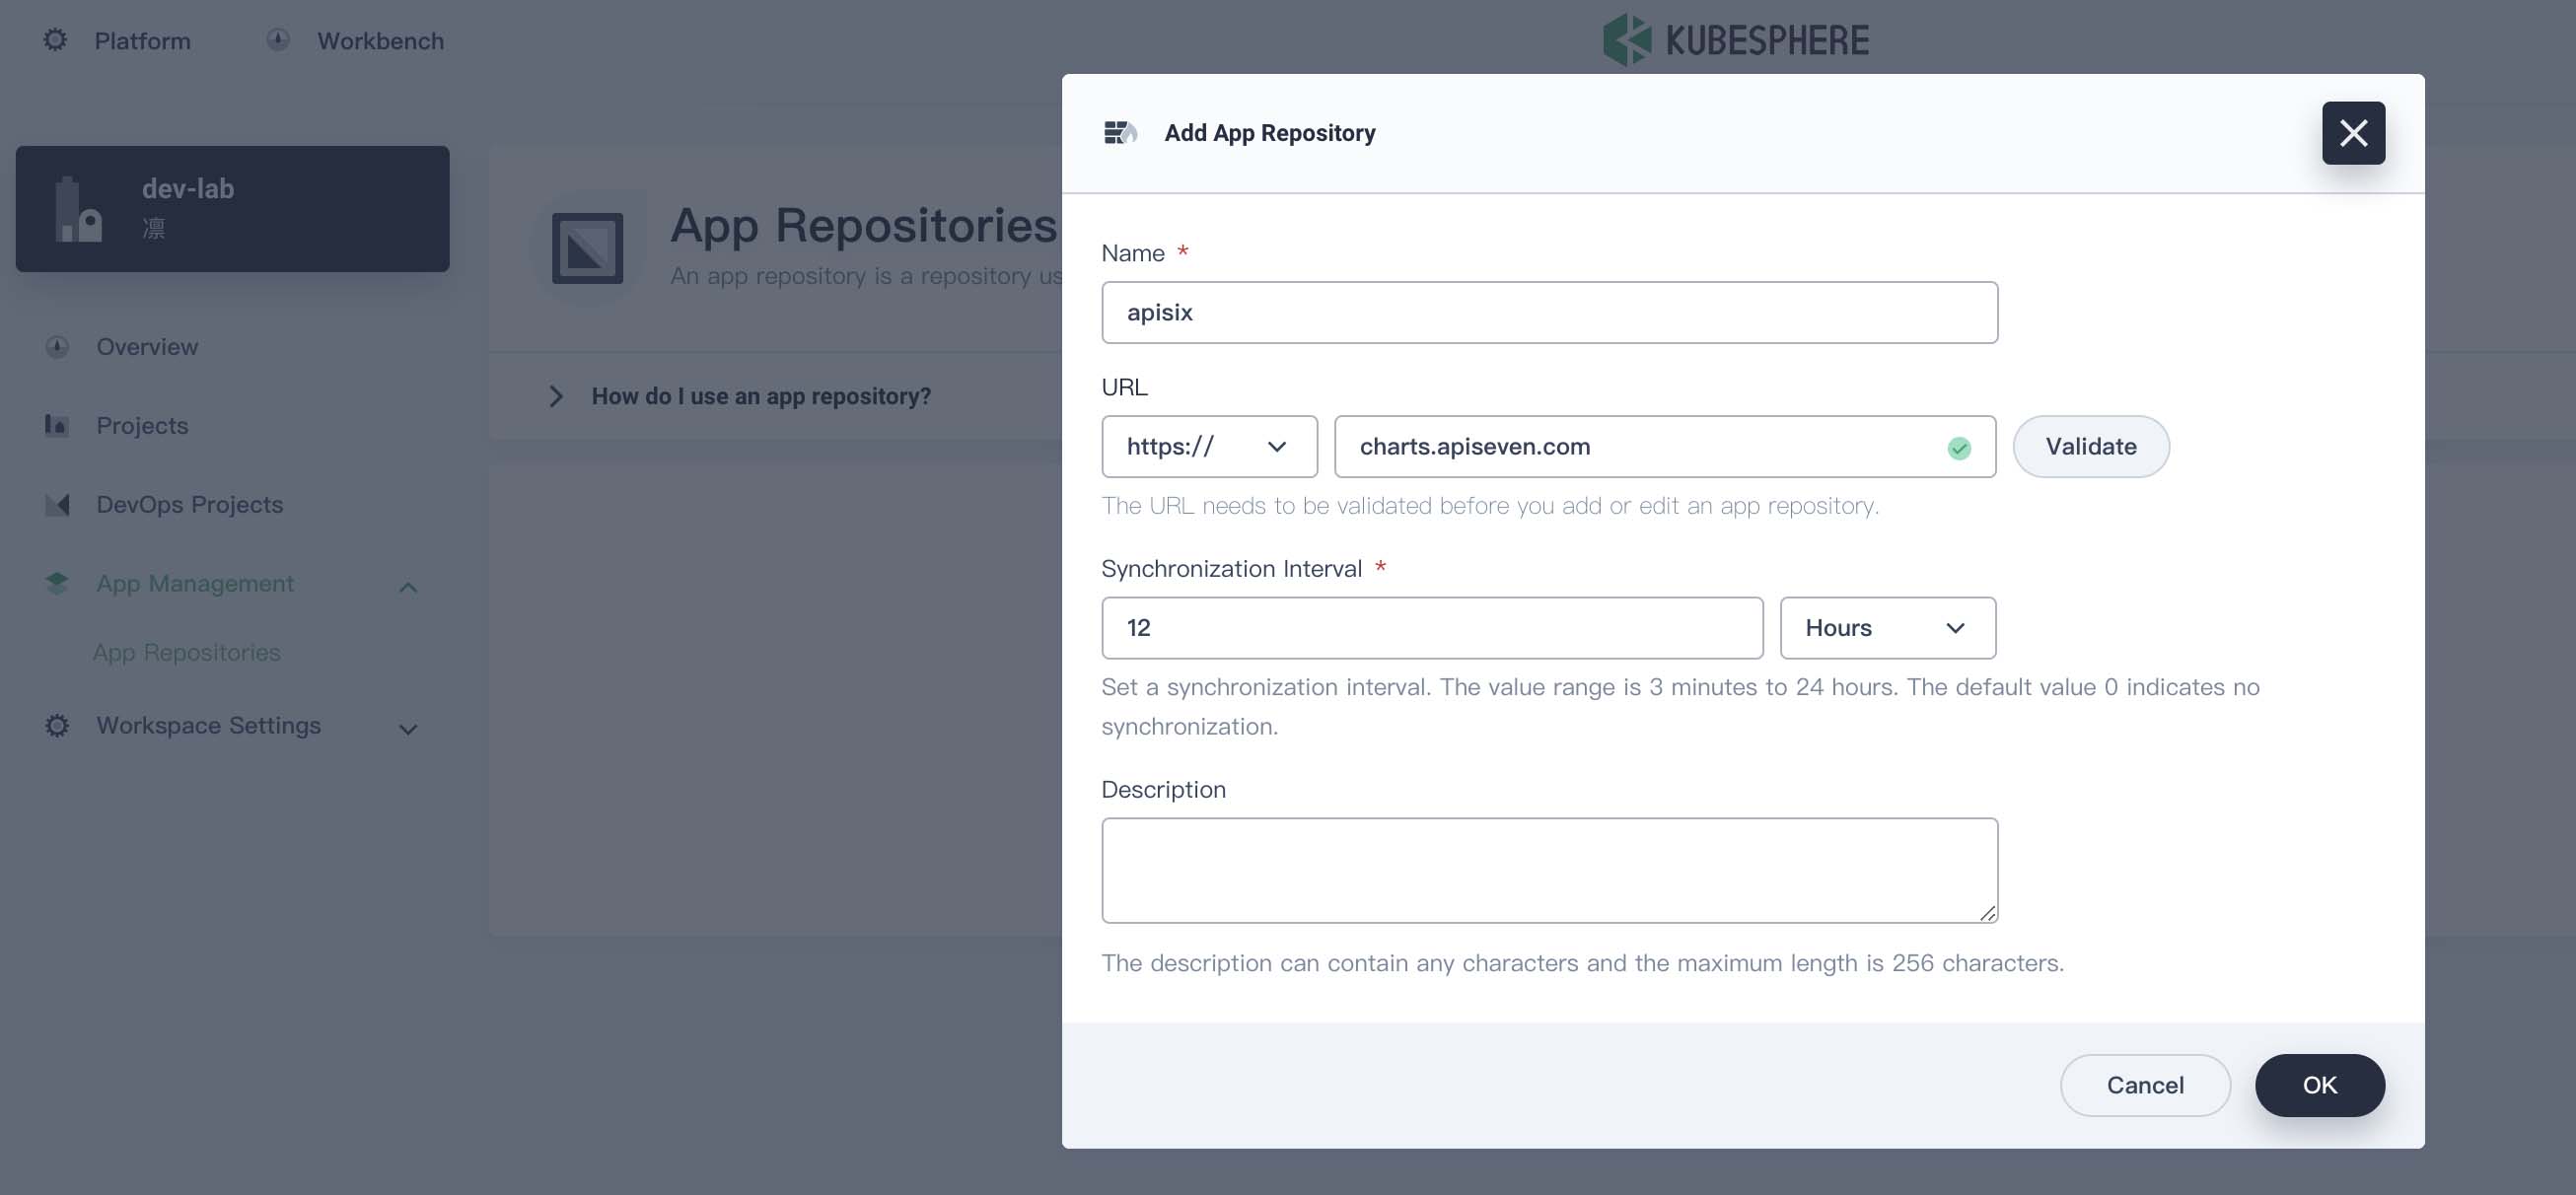 Platform
Workbench
KUBESPHERE
dev-lab
凛
Overview
Projects
DevOps Projects
App Management
App Repositories
Workspace Settings
App Repositories
An app repository is a repository us
How do I use an app repository?
Add App Repository
Name *
apisix
URL
https://
charts.apiseven.com
Validate
The URL needs to be validated before you add or edit an app repository.
Synchronization Interval *
12
Hours
Set a synchronization interval. The value range is 3 minutes to 24 hours. The default value 0 indicates no
synchronization.
Description
The description can contain any characters and the maximum length is 256 characters.
Cancel
OK